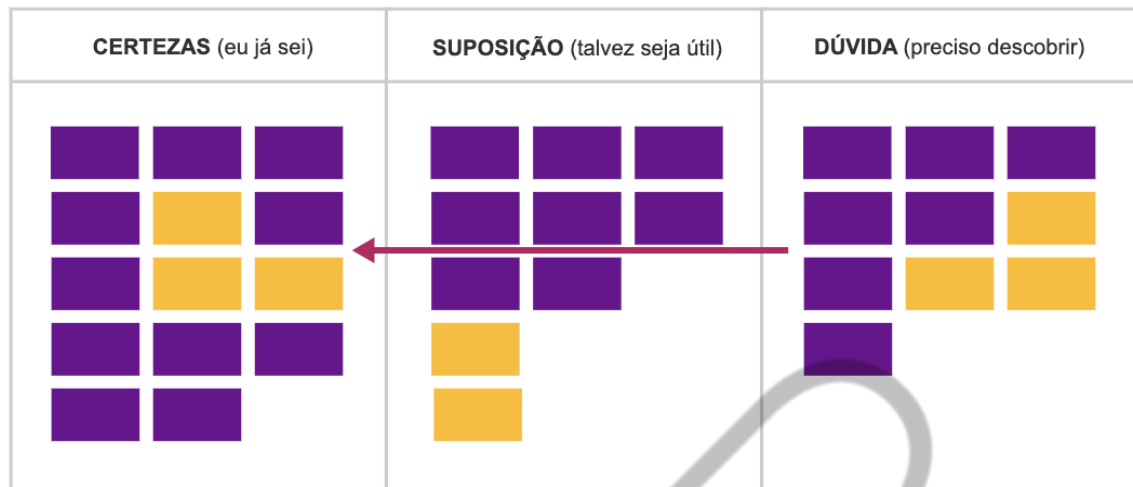 CERTEZAS (eu já sei)
SUPOSIÇÃO (talvez seja útil)
DÚVIDA (preciso descobrir)